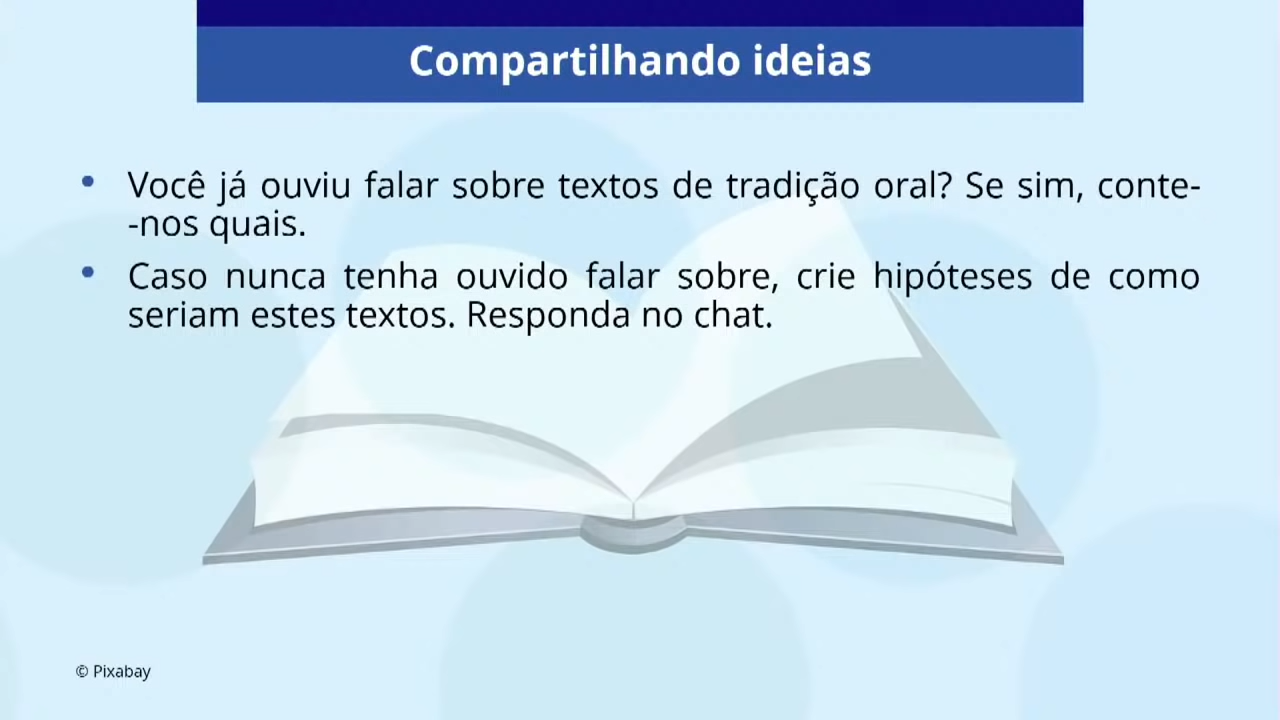 Compartilhando ideias
• Você já ouviu falar sobre textos de tradição oral? Se sim, conte-
-nos quais.
• Caso nunca tenha ouvido falar sobre, crie hipóteses de como
seriam estes textos. Responda no chat.
© Pixabay